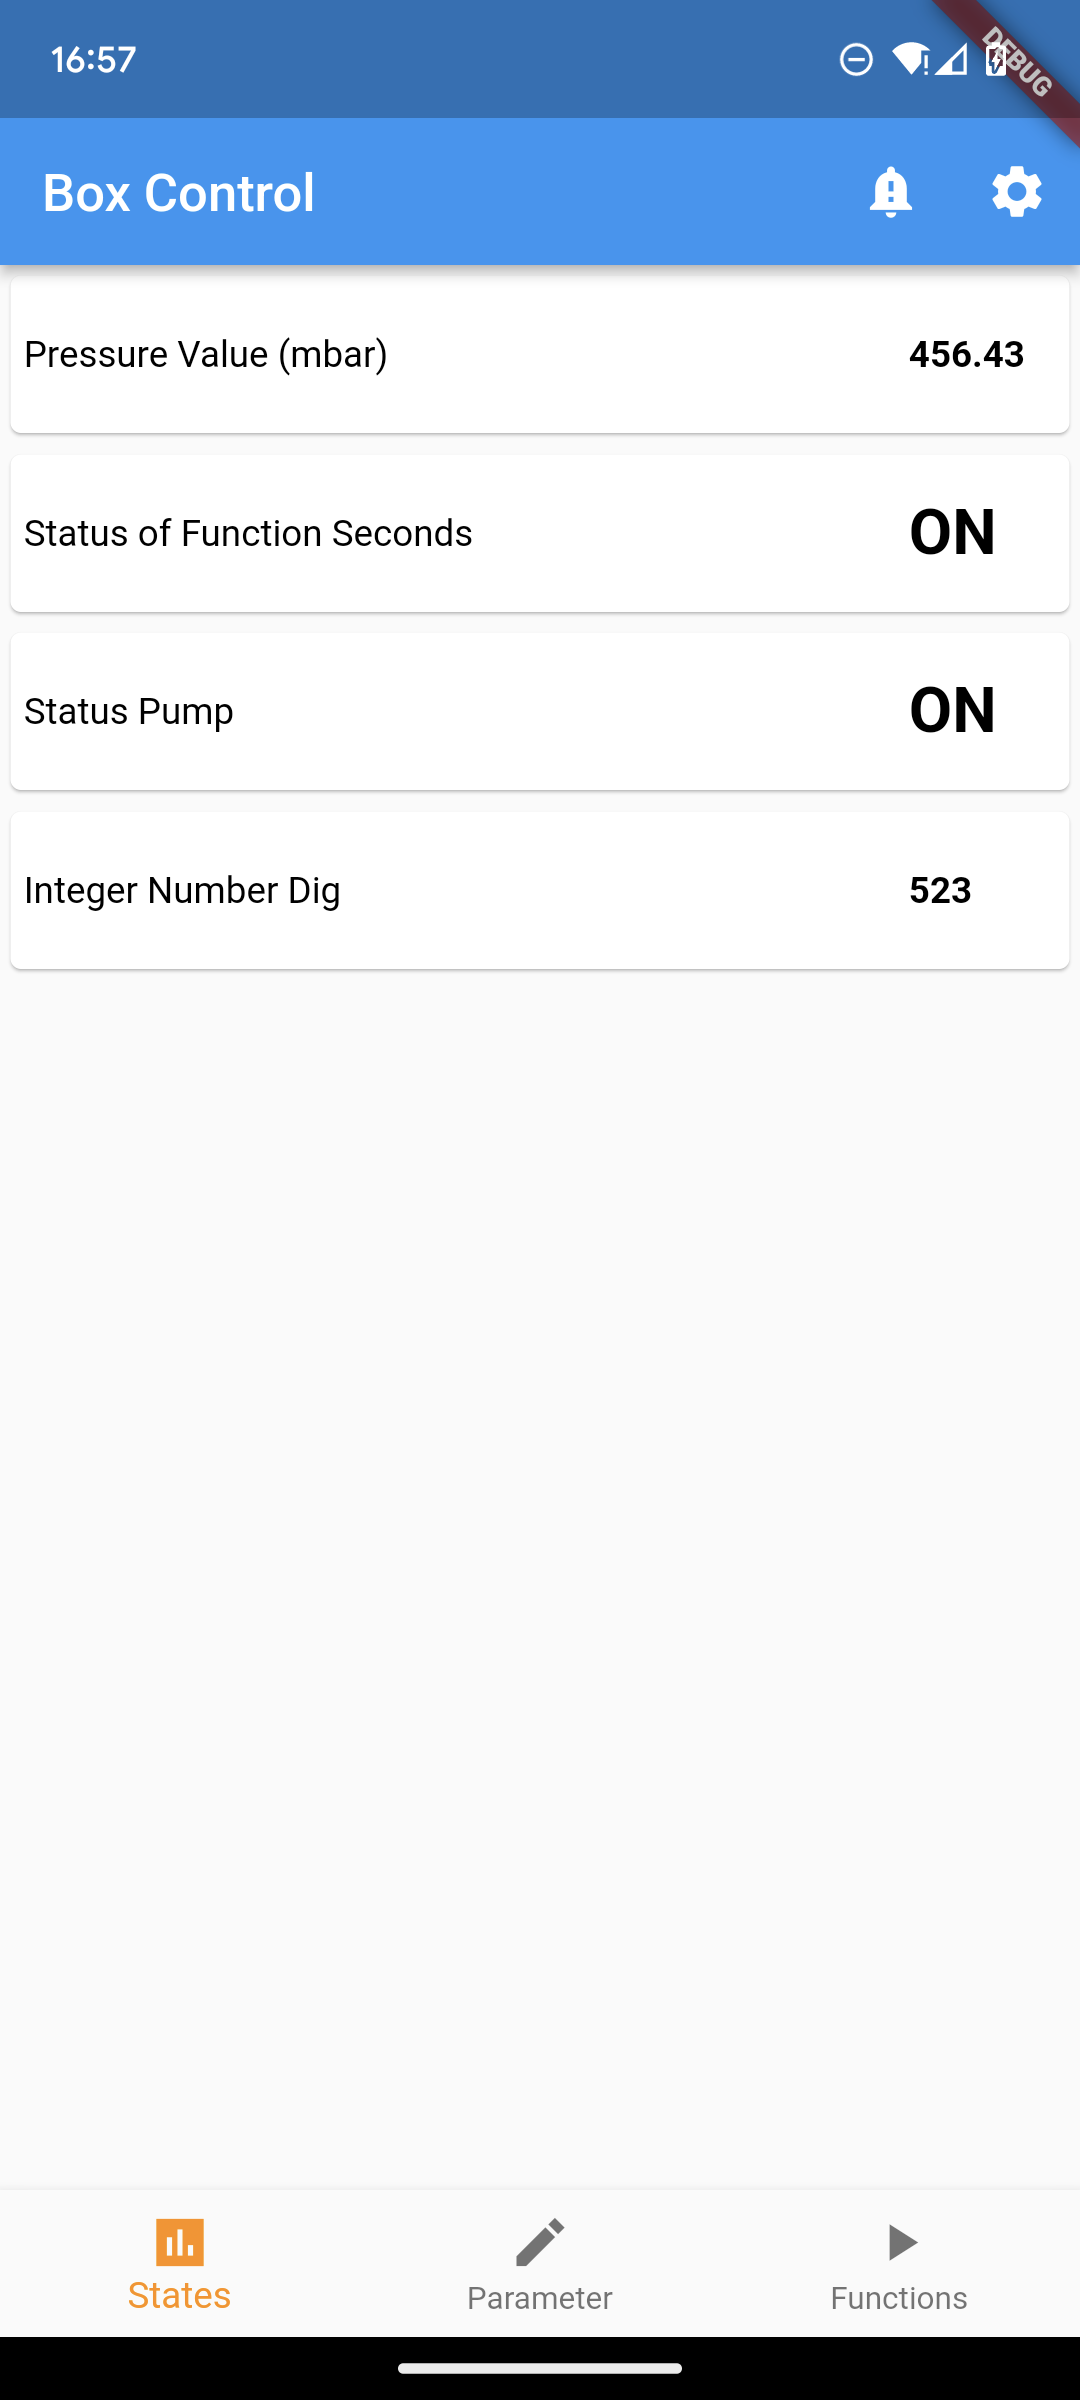 16:57
DEBUG
Box Control
Pressure Value (mbar) 456.43
Status of Function Seconds ON
Status Pump ON
Integer Number Dig 523
States Parameter Functions